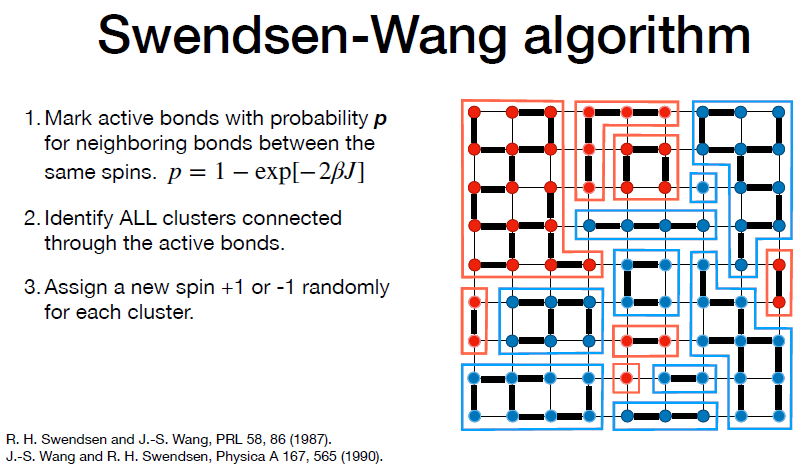 Swendsen-Wang algorithm
1. Mark active bonds with probability p
for neighboring bonds between the
same spins. p = 1 − exp[−2βJ]
2. Identify ALL clusters connected
through the active bonds.
3. Assign a new spin +1 or -1 randomly
for each cluster.
R. H. Swendsen and J.-S. Wang, PRL 58, 86 (1987).
J.-S. Wang and R. H. Swendsen, Physica A 167, 565 (1990).